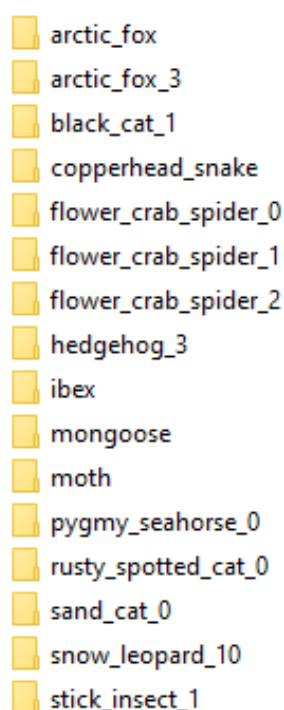 arctic_fox
arctic_fox_3
black_cat_1
copperhead_snake
flower_crab_spider_0
flower_crab_spider_1
flower_crab_spider_2
hedgehog_3
ibex
mongoose
moth
pygmy_seahorse_0
rusty_spotted_cat_0
sand_cat_0
snow_leopard_10
stick_insect_1